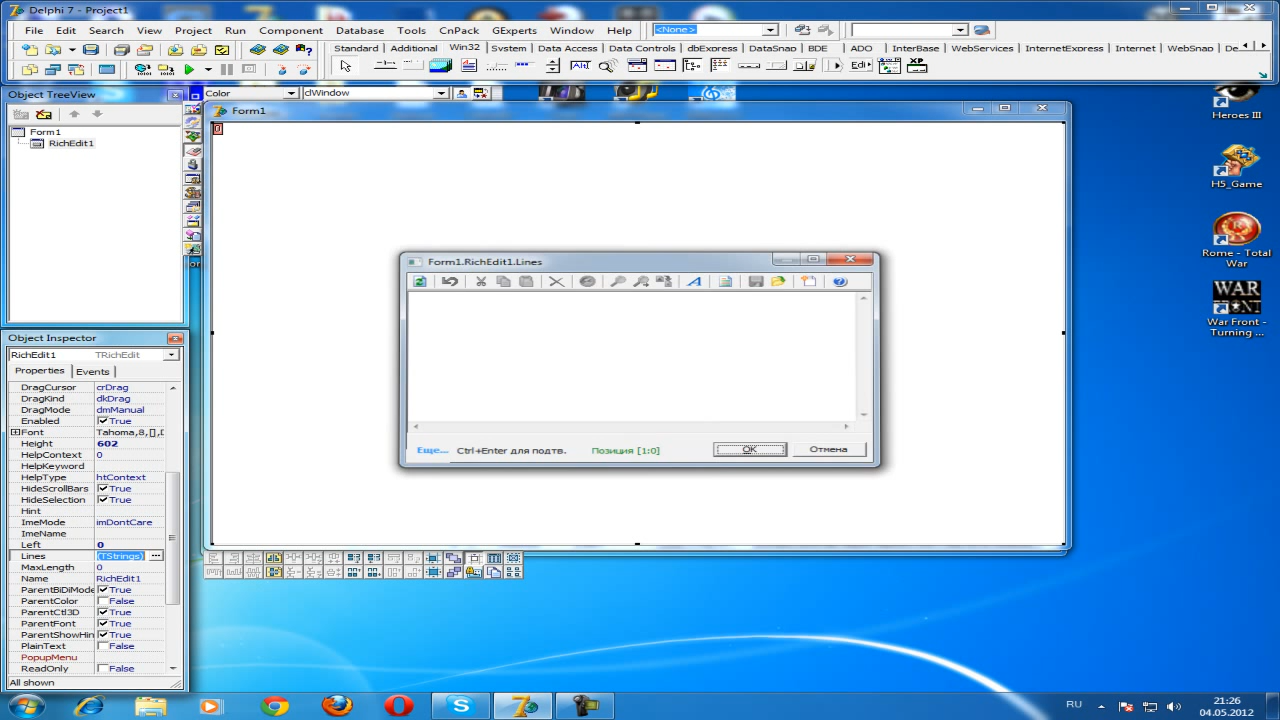 Delphi 7 - Project1
File Edit Search View Project Run Component Database Tools CnPack GExperts Window Help <None>
Standard Additional Win32 System Data Access Data Controls dbExpress DataSnap BDE ADO InterBase WebServices InternetExpress Internet WebSnap De
Object TreeView
Color clWindow
Form1
RichEdit1
Form1
0
Heroes III
H5_Game
Rome - Total
War
War Front -
Turning ...
Form1.RichEdit1.Lines
Еще... Ctrl+Enter для подтв. Позиция [1:0] OK Отмена
Object Inspector
RichEdit1 TRichEdit
Properties Events
DragCursor crDrag
DragKind dkDrag
DragMode dmManual
Enabled True
Font Tahoma,8,[],
Height 602
HelpContext 0
HelpKeyword
HelpType htContext
HideScrollBars True
HideSelection True
Hint
ImeMode imDontCare
ImeName
Left 0
Lines (TStrings)
MaxLength 0
Name RichEdit1
ParentBiDiMode True
ParentColor False
ParentCtl3D True
ParentFont True
ParentShowHin True
PlainText False
PopupMenu
ReadOnly False
All shown
RU
21:26
04.05.2012